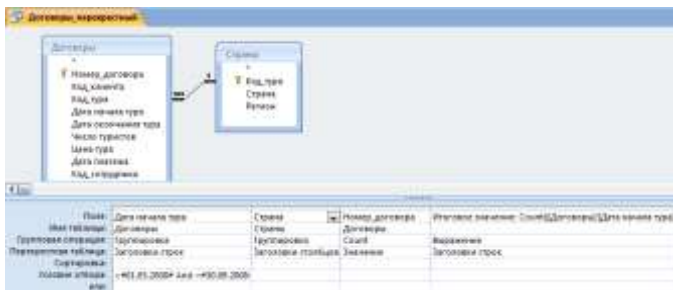 Договоры_перекрестный
Договоры
*
Номер_договора
Код_клиента
Код_тура
Дата начала тура
Дата окончания тура
Число туристов
Цена тура
Дата платежа
Код_сотрудника
Страны
*
Код_тура
Страна
Регион
Поле: Дата начала тура Страна Номер_договора Итоговое значение: Count([Договоры]![Дата начала тура]
Имя таблицы: Договоры Страны Договоры
Групповая операция: Группировка Группировка Count Выражение
Перекрестная таблица: Заголовки строк Заголовки столбцов Значение Заголовки строк
Сортировка:
Условие отбора:
или: